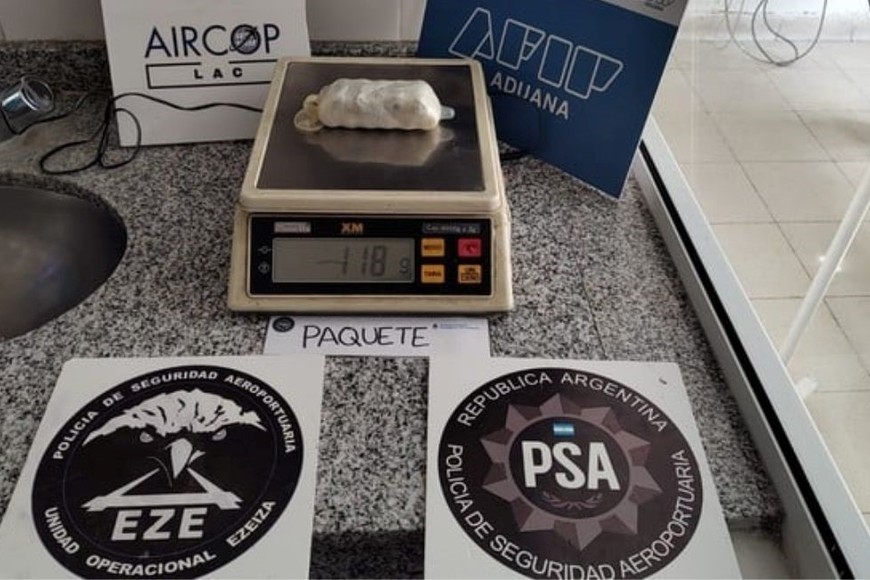 AIRCOP
LAC
AFIP
ADUANA
XM
118 g
TARA
PAQUETE
POLICIA DE SEGURIDAD AEROPORTUARIA
EZE
UNIDAD OPERACIONAL EZEIZA
REPUBLICA ARGENTINA
PSA
POLICIA DE SEGURIDAD AEROPORTUARIA